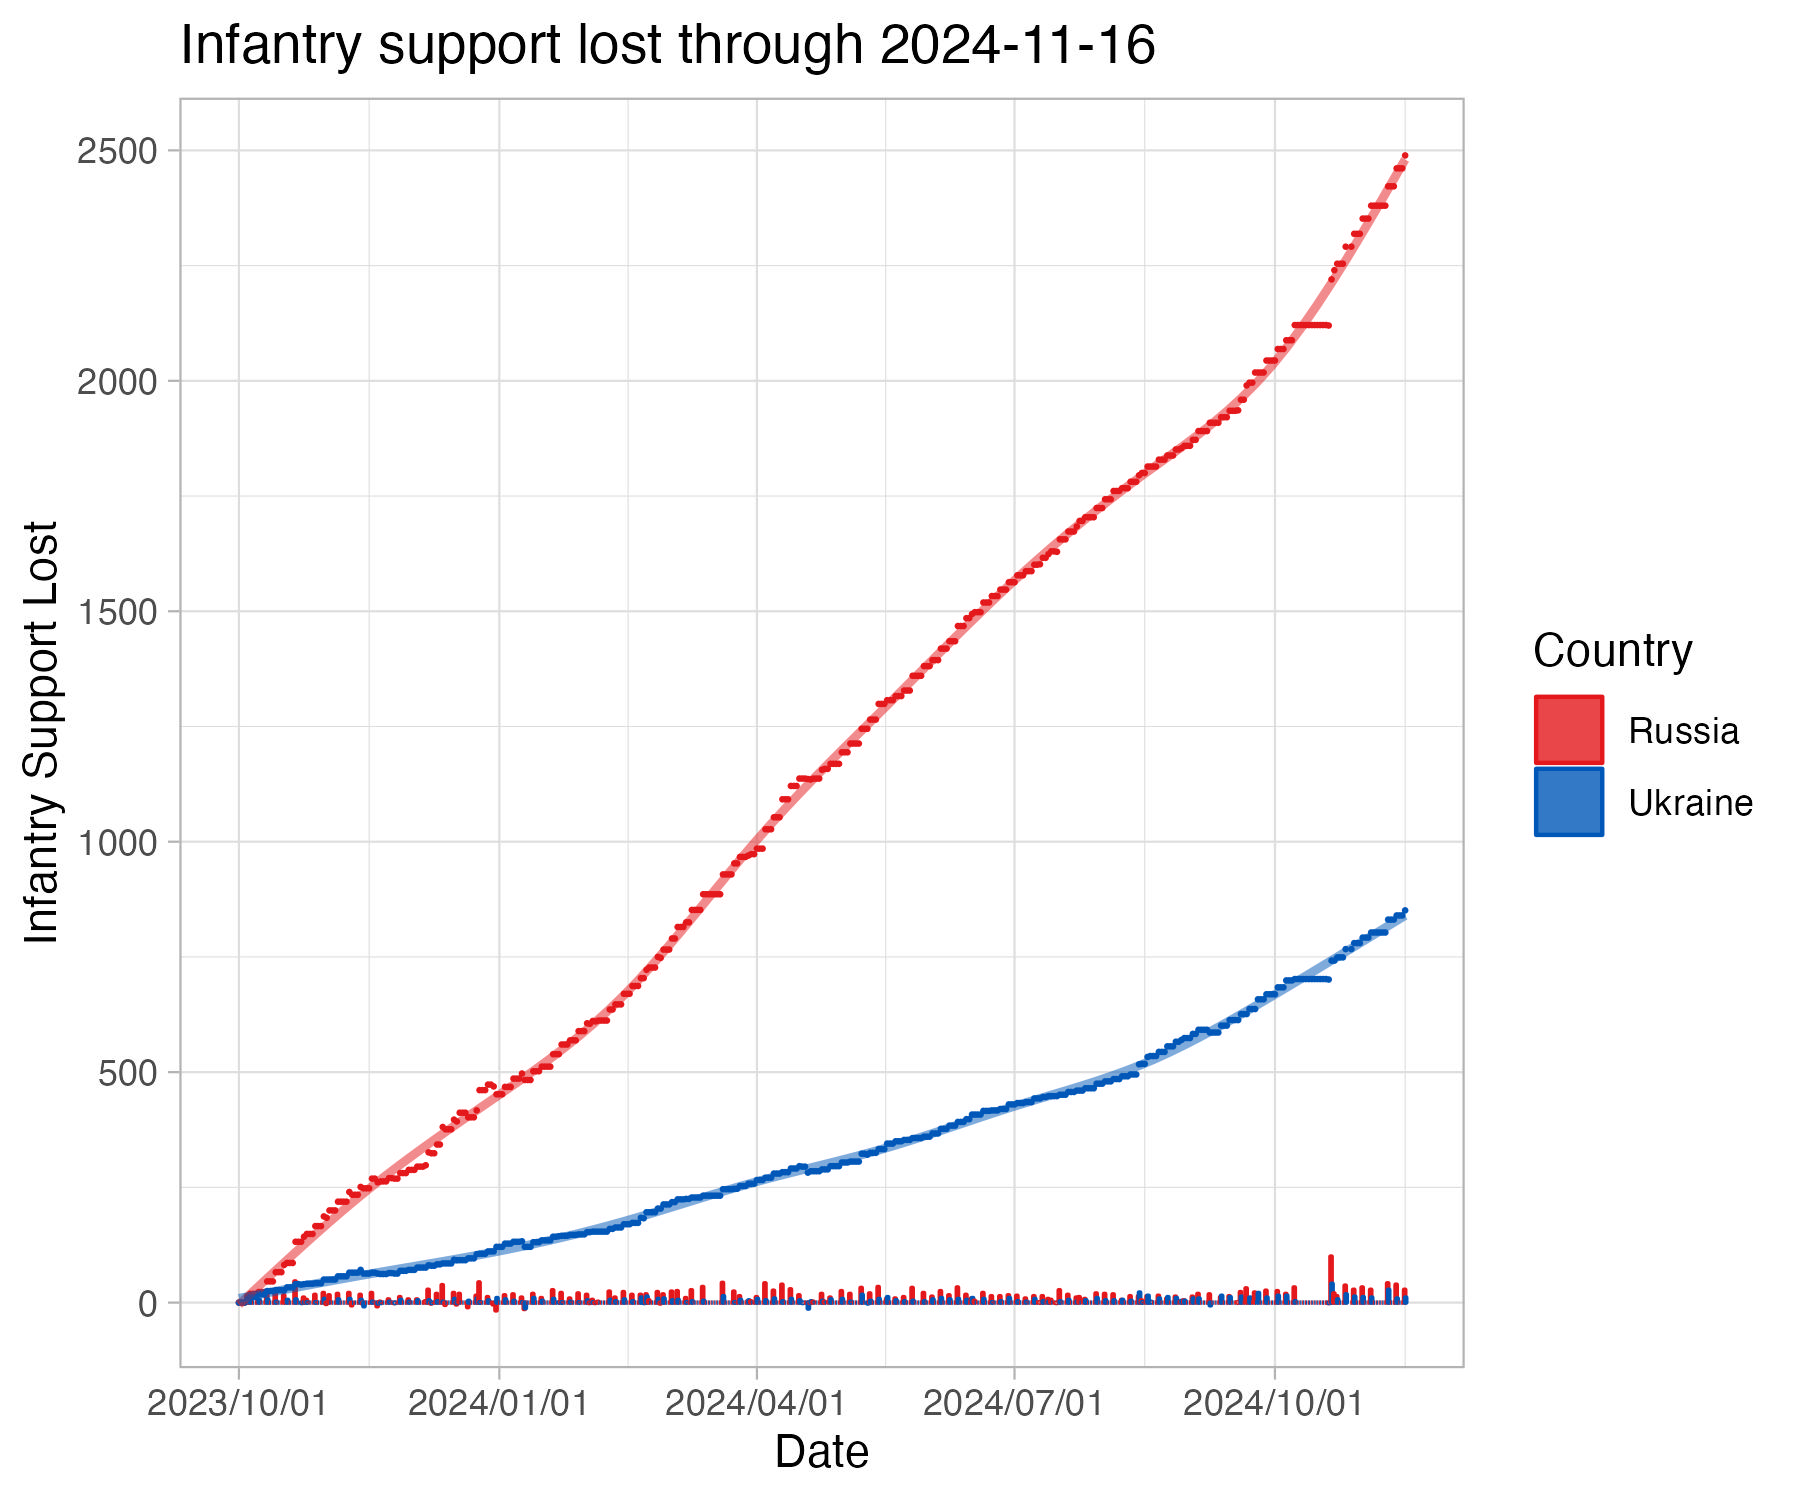 Infantry support lost through 2024-11-16
Infantry Support Lost
2500
2000
1500
1000
500
0
2023/10/01
2024/01/01
2024/04/01
2024/07/01
2024/10/01
Date
Country
Russia
Ukraine